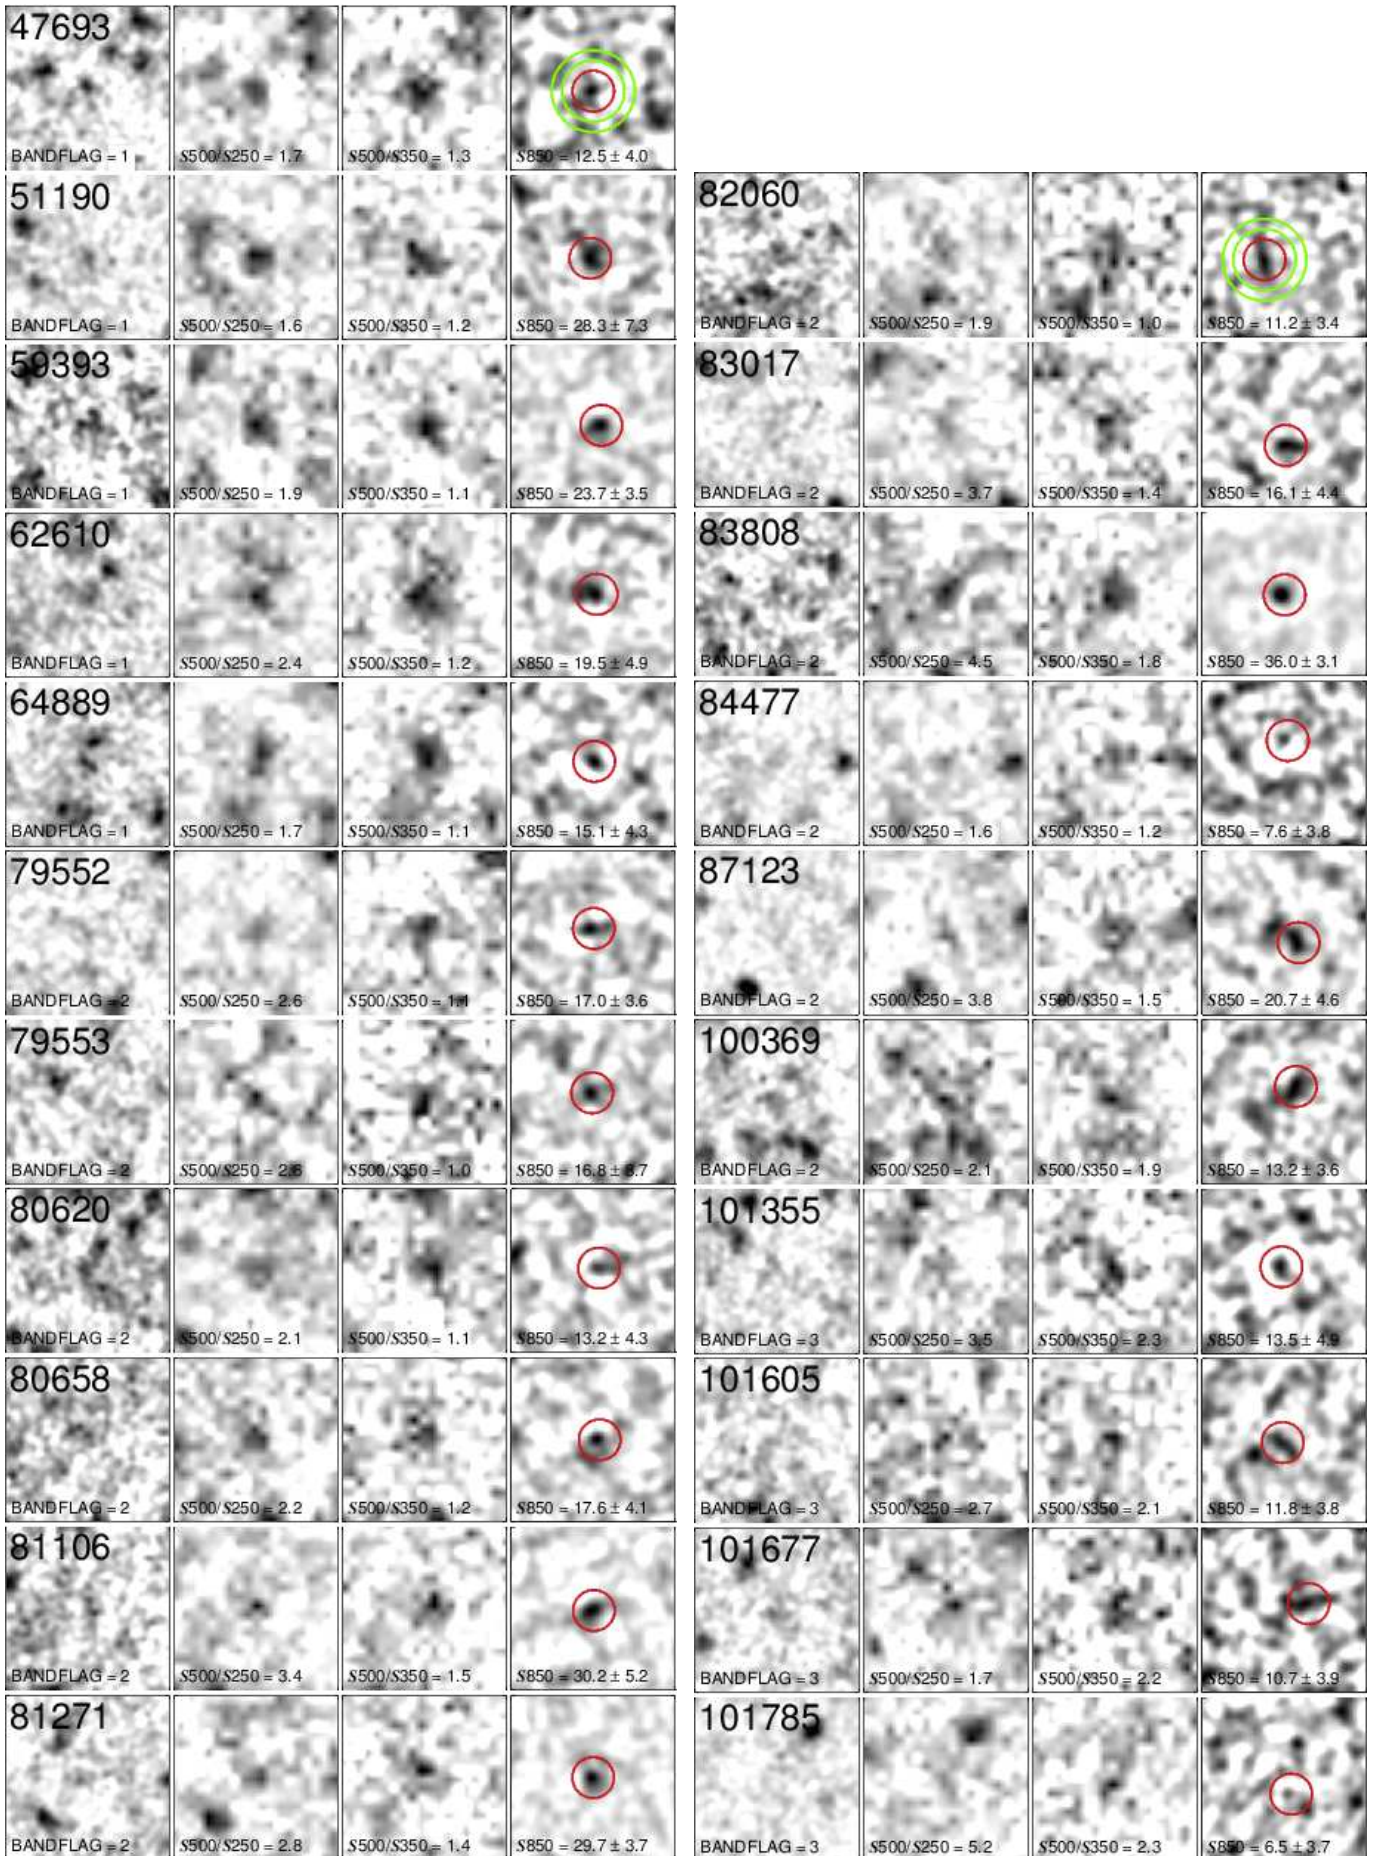 47693
BANDFLAG = 1 S500/S250 = 1.7 S500/S350 = 1.3 S850 = 12.5 ± 4.0
51190
BANDFLAG = 1 S500/S250 = 1.6 S500/S350 = 1.2 S850 = 28.3 ± 7.3
59393
BANDFLAG = 1 S500/S250 = 1.9 S500/S350 = 1.1 S850 = 23.7 ± 3.5
62610
BANDFLAG = 1 S500/S250 = 2.4 S500/S350 = 1.2 S850 = 19.5 ± 4.9
64889
BANDFLAG = 1 S500/S250 = 1.7 S500/S350 = 1.1 S850 = 15.1 ± 4.3
79552
BANDFLAG = 2 S500/S250 = 2.6 S500/S350 = 1.1 S850 = 17.0 ± 3.6
79553
BANDFLAG = 2 S500/S250 = 2.6 S500/S350 = 1.0 S850 = 16.8 ± 3.7
80620
BANDFLAG = 2 S500/S250 = 2.1 S500/S350 = 1.1 S850 = 13.2 ± 4.3
80658
BANDFLAG = 2 S500/S250 = 2.2 S500/S350 = 1.2 S850 = 17.6 ± 4.1
81106
BANDFLAG = 2 S500/S250 = 3.4 S500/S350 = 1.5 S850 = 30.2 ± 5.2
81271
BANDFLAG = 2 S500/S250 = 2.8 S500/S350 = 1.4 S850 = 29.7 ± 3.7
82060
BANDFLAG = 2 S500/S250 = 1.9 S500/S350 = 1.0 S850 = 11.2 ± 3.4
83017
BANDFLAG = 2 S500/S250 = 3.7 S500/S350 = 1.4 S850 = 16.1 ± 4.4
83808
BANDFLAG = 2 S500/S250 = 4.5 S500/S350 = 1.8 S850 = 36.0 ± 3.1
84477
BANDFLAG = 2 S500/S250 = 1.6 S500/S350 = 1.2 S850 = 7.6 ± 3.8
87123
BANDFLAG = 2 S500/S250 = 3.8 S500/S350 = 1.5 S850 = 20.7 ± 4.6
100369
BANDFLAG = 2 S500/S250 = 2.1 S500/S350 = 1.9 S850 = 13.2 ± 3.6
101355
BANDFLAG = 3 S500/S250 = 3.5 S500/S350 = 2.3 S850 = 13.5 ± 4.9
101605
BANDFLAG = 3 S500/S250 = 2.7 S500/S350 = 2.1 S850 = 11.8 ± 3.8
101677
BANDFLAG = 3 S500/S250 = 1.7 S500/S350 = 2.2 S850 = 10.7 ± 3.9
101785
BANDFLAG = 3 S500/S250 = 5.2 S500/S350 = 2.3 S850 = 6.5 ± 3.7